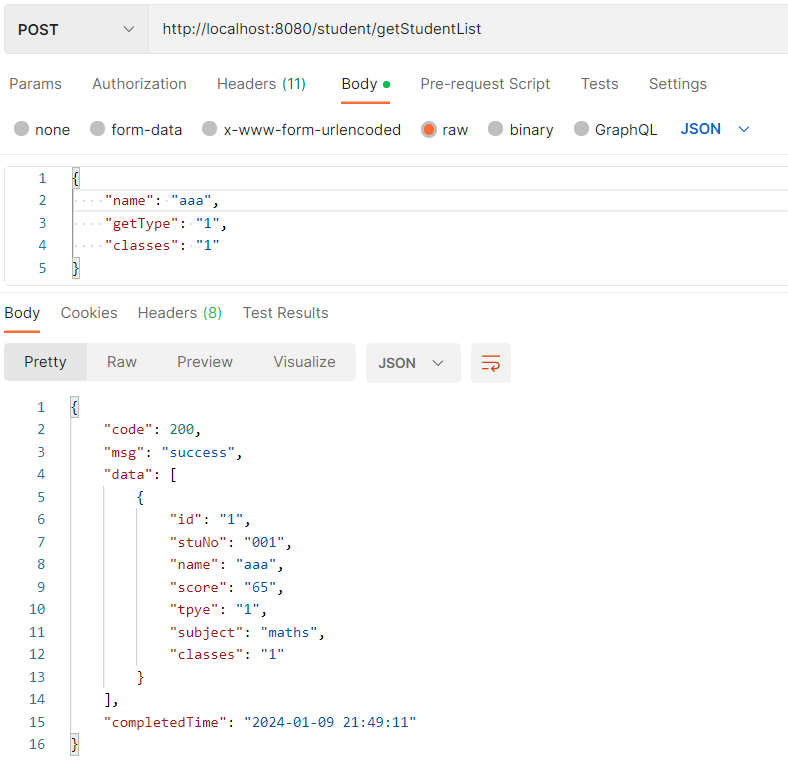 POST http://localhost:8080/student/getStudentList
Params Authorization Headers (11) Body Pre-request Script Tests Settings
none form-data x-www-form-urlencoded raw binary GraphQL JSON
1 {
2 "name": "aaa",
3 "getType": "1",
4 "classes": "1"
5 }
Body Cookies Headers (8) Test Results
Pretty Raw Preview Visualize JSON
1 {
2 "code": 200,
3 "msg": "success",
4 "data": [
5 {
6 "id": "1",
7 "stuNo": "001",
8 "name": "aaa",
9 "score": "65",
10 "tpye": "1",
11 "subject": "maths",
12 "classes": "1"
13 }
14 ],
15 "completedTime": "2024-01-09 21:49:11"
16 }